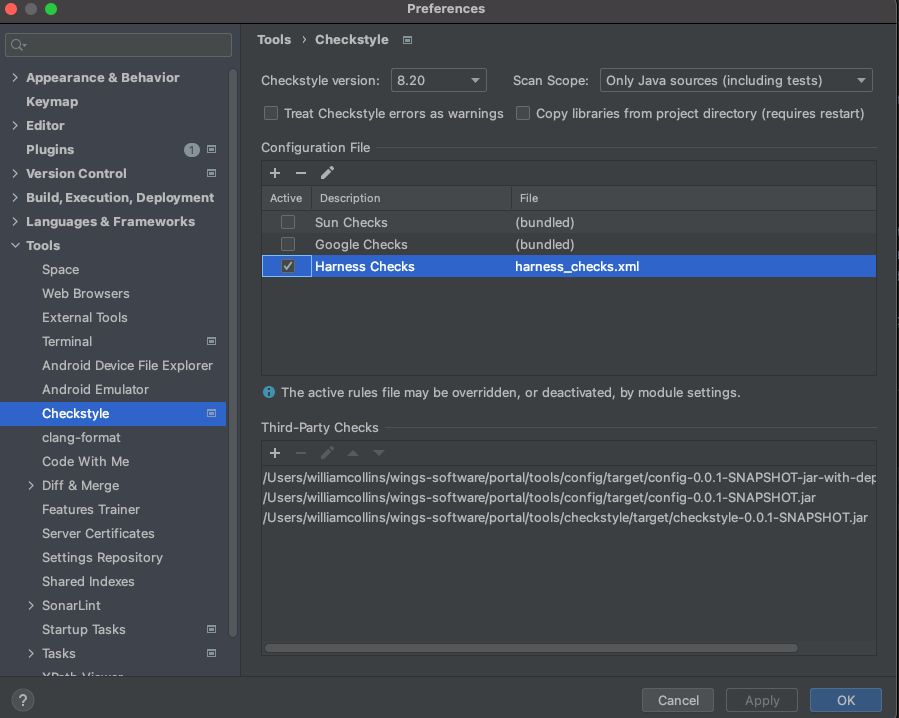 Preferences
Tools › Checkstyle
Appearance & Behavior
Keymap
Editor
Plugins 1
Version Control
Build, Execution, Deployment
Languages & Frameworks
Tools
Space
Web Browsers
External Tools
Terminal
Android Device File Explorer
Android Emulator
Checkstyle
clang-format
Code With Me
Diff & Merge
Features Trainer
Server Certificates
Settings Repository
Shared Indexes
SonarLint
Startup Tasks
Tasks
XPath Viewer
Checkstyle version: 8.20 Scan Scope: Only Java sources (including tests)
Treat Checkstyle errors as warnings Copy libraries from project directory (requires restart)
Configuration File
Active Description File
Sun Checks (bundled)
Google Checks (bundled)
Harness Checks harness_checks.xml
The active rules file may be overridden, or deactivated, by module settings.
Third-Party Checks
/Users/williamcollins/wings-software/portal/tools/config/target/config-0.0.1-SNAPSHOT-jar-with-dep
/Users/williamcollins/wings-software/portal/tools/config/target/config-0.0.1-SNAPSHOT.jar
/Users/williamcollins/wings-software/portal/tools/checkstyle/target/checkstyle-0.0.1-SNAPSHOT.jar
? Cancel Apply OK